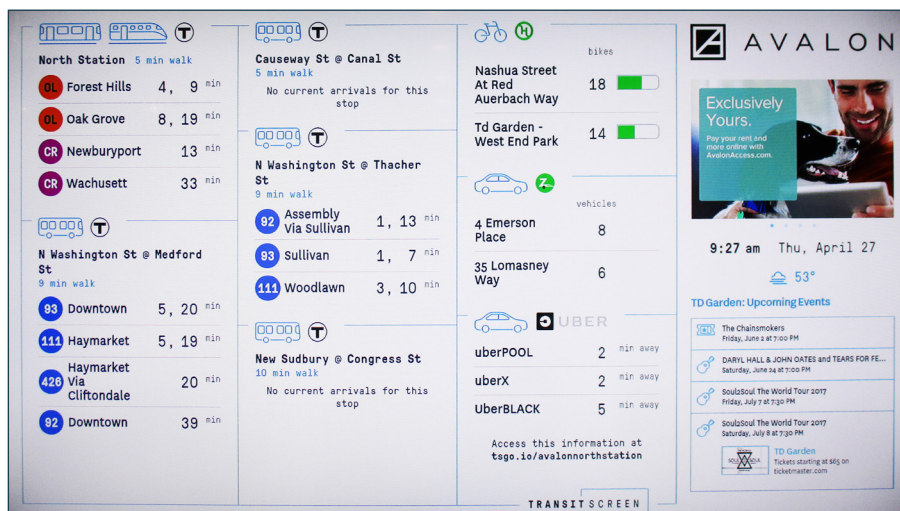 T
North Station 5 min walk
OL Forest Hills 4, 9 min
OL Oak Grove 8, 19 min
CR Newburyport 13 min
CR Wachusett 33 min
T
N Washington St @ Medford
St
9 min walk
93 Downtown 5, 20 min
111 Haymarket 5, 19 min
Haymarket
426 Via 20 min
Cliftondale
92 Downtown 39 min
T
Causeway St @ Canal St
5 min walk
No current arrivals for this
stop
T
N Washington St @ Thacher
St
9 min walk
92 Assembly 1, 13 min
Via Sullivan
93 Sullivan 1, 7 min
111 Woodlawn 3, 10 min
T
New Sudbury @ Congress St
10 min walk
No current arrivals for this
stop
bikes
Nashua Street
At Red 18
Auerbach Way
Td Garden - 14
West End Park
Z
vehicles
4 Emerson 8
Place
35 Lomasney 6
Way
UBER
uberPOOL 2 min away
uberX 2 min away
UberBLACK 5 min away
Access this information at
tsgo.io/avalonnorthstation
TRANSITSCREEN
AVALON
Exclusively
Yours.
Pay your rent and
more online with
AvalonAccess.com.
9:27 am Thu, April 27
53°
TD Garden: Upcoming Events
The Chainsmokers
Friday, June 2 at 7:00 PM
DARYL HALL & JOHN OATES and TEARS FOR FE...
Saturday, June 24 at 7:00 PM
Soul2Soul The World Tour 2017
Friday, July 7 at 7:30 PM
Soul2Soul The World Tour 2017
Saturday, July 8 at 7:30 PM
TD Garden
Tickets starting at $65 on
ticketmaster.com